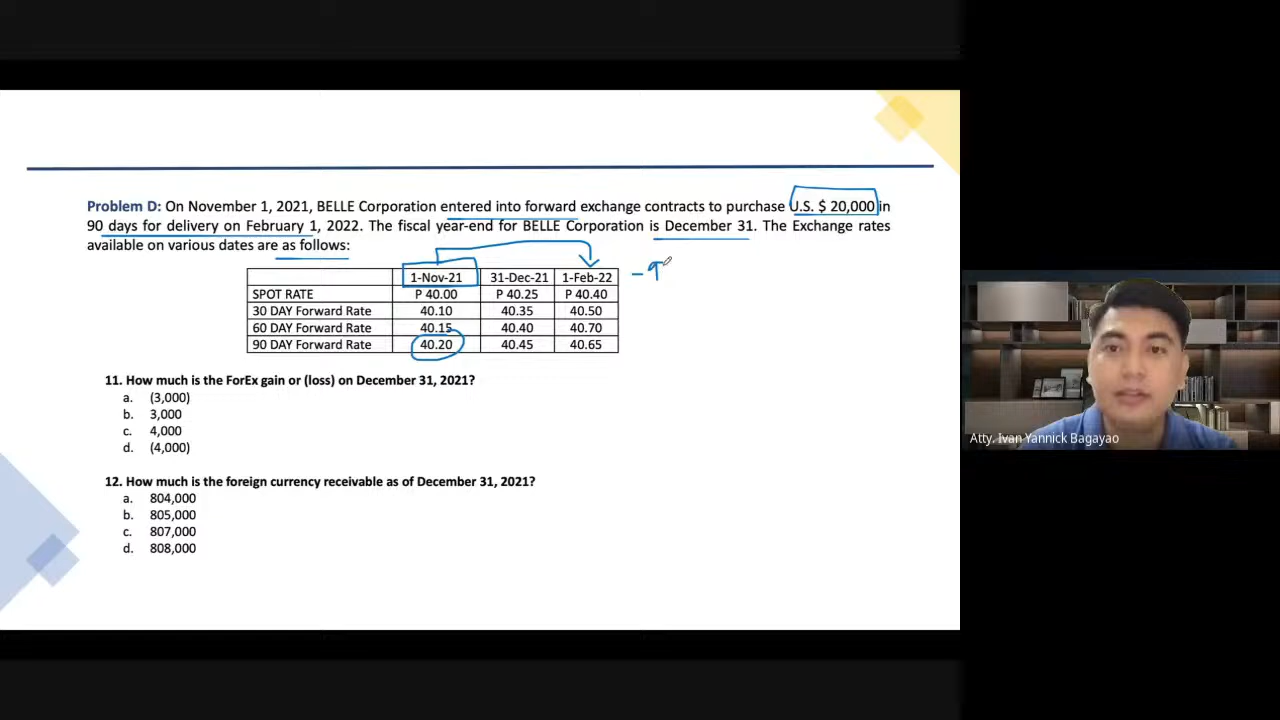 Problem D: On November 1, 2021, BELLE Corporation entered into forward exchange contracts to purchase U.S. $ 20,000 in
90 days for delivery on February 1, 2022. The fiscal year-end for BELLE Corporation is December 31. The Exchange rates
available on various dates are as follows:
1-Nov-21 31-Dec-21 1-Feb-22
SPOT RATE P 40.00 P 40.25 P 40.40
30 DAY Forward Rate 40.10 40.35 40.50
60 DAY Forward Rate 40.15 40.40 40.70
90 DAY Forward Rate 40.20 40.45 40.65
- 9
11. How much is the ForEx gain or (loss) on December 31, 2021?
a. (3,000)
b. 3,000
c. 4,000
d. (4,000)
12. How much is the foreign currency receivable as of December 31, 2021?
a. 804,000
b. 805,000
c. 807,000
d. 808,000
Atty. Ivan Yannick Bagayao